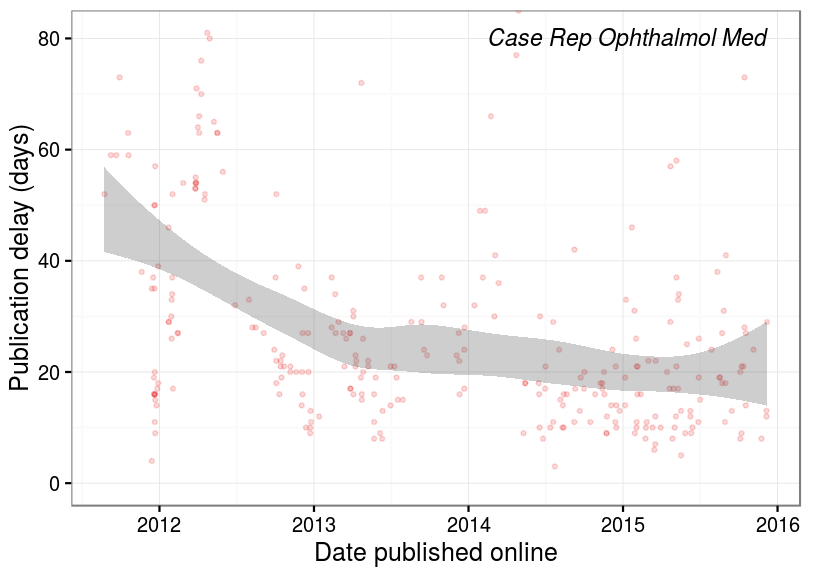 Case Rep Ophthalmol Med
Publication delay (days)
80
60
40
20
0
2012 2013 2014 2015 2016
Date published online